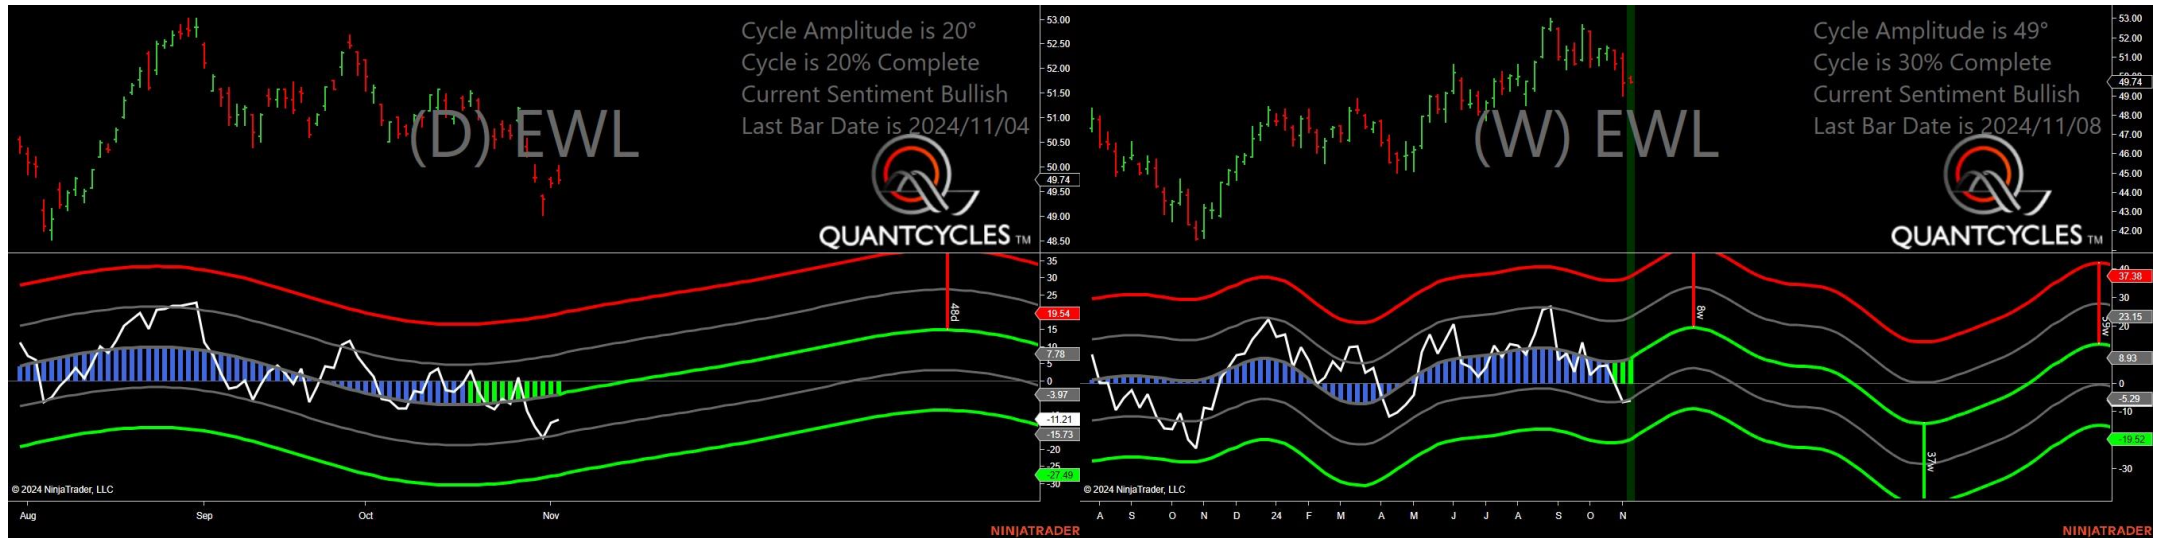 Cycle Amplitude is 20°
Cycle is 20% Complete
Current Sentiment Bullish
Last Bar Date is 2024/11/04
(D) EWL
QUANTCYCLES TM
53.00
52.50
52.00
51.50
51.00
50.50
50.00
49.74
49.50
49.00
48.50
35
30
25
19.54
15
10
7.78
0
-3.97
-11.21
-15.73
-20
-25
-27.49
-30
48d
© 2024 NinjaTrader, LLC
Aug Sep Oct Nov
NINJATRADER
Cycle Amplitude is 49°
Cycle is 30% Complete
Current Sentiment Bullish
Last Bar Date is 2024/11/08
(W) EWL
QUANTCYCLES TM
53.00
52.00
51.00
49.74
49.00
48.00
47.00
46.00
45.00
44.00
43.00
42.00
40
37.38
30
23.15
20
8.93
0
-5.29
-10
-19.52
-30
8w
37w
59w
© 2024 NinjaTrader, LLC
A S O N D 24 F M A M J J A S O N
NINJATRADER